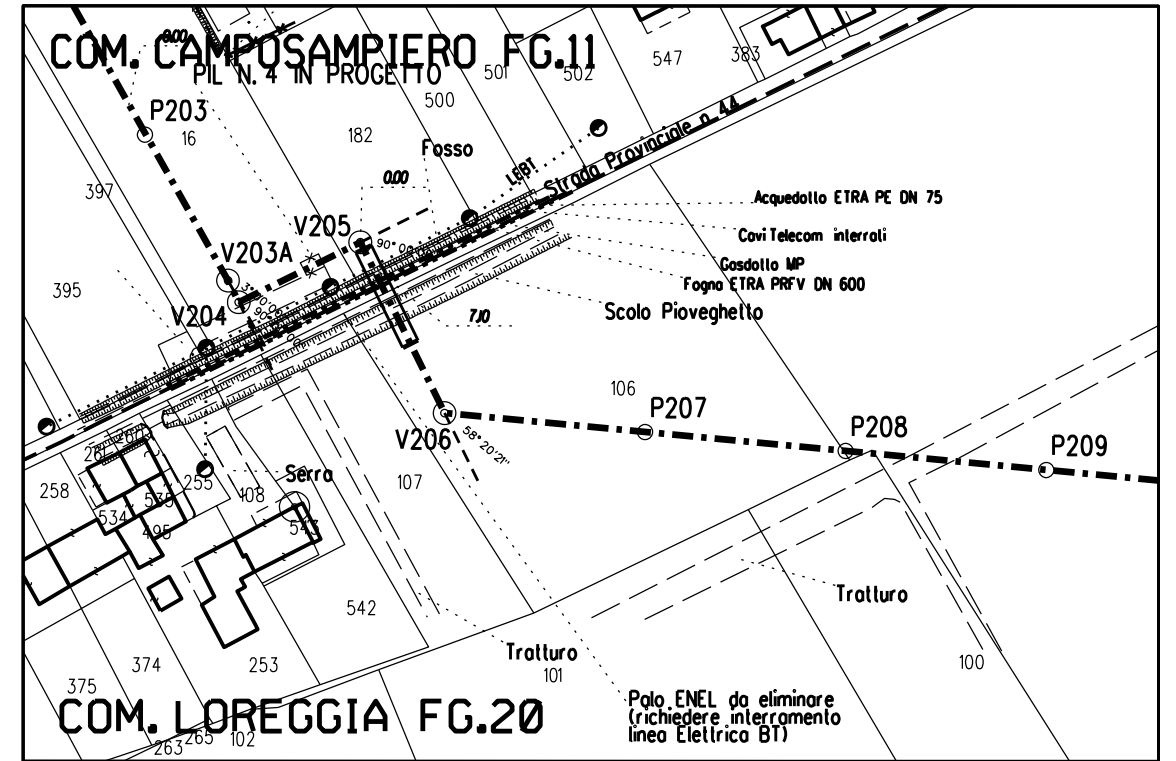 COM. CAMPOSAMPIERO FG.11
0.00
PIL N. 4 IN PROGETTO
501
502
547
383
500
P203
16
182
Fosso
397
0.00
LEBT
Strada Provinciale n. 44
Acquedotto ETRA PE DN 75
V205
90°
Cavi Telecom interrati
V203A
Gasdotto MP
395
Fogna ETRA PRFV DN 600
V204
7.10
Scolo Pioveghetto
106
P207
P208
P209
V206
58° 20'21"
261
258
255
Serra
108
107
535
534
495
543
542
Tratturo
Tratturo
374
253
101
100
375
COM. LOREGGIA FG.20
Palo ENEL da eliminare
(richiedere interramento
linea Elettrica BT)
263
265
102